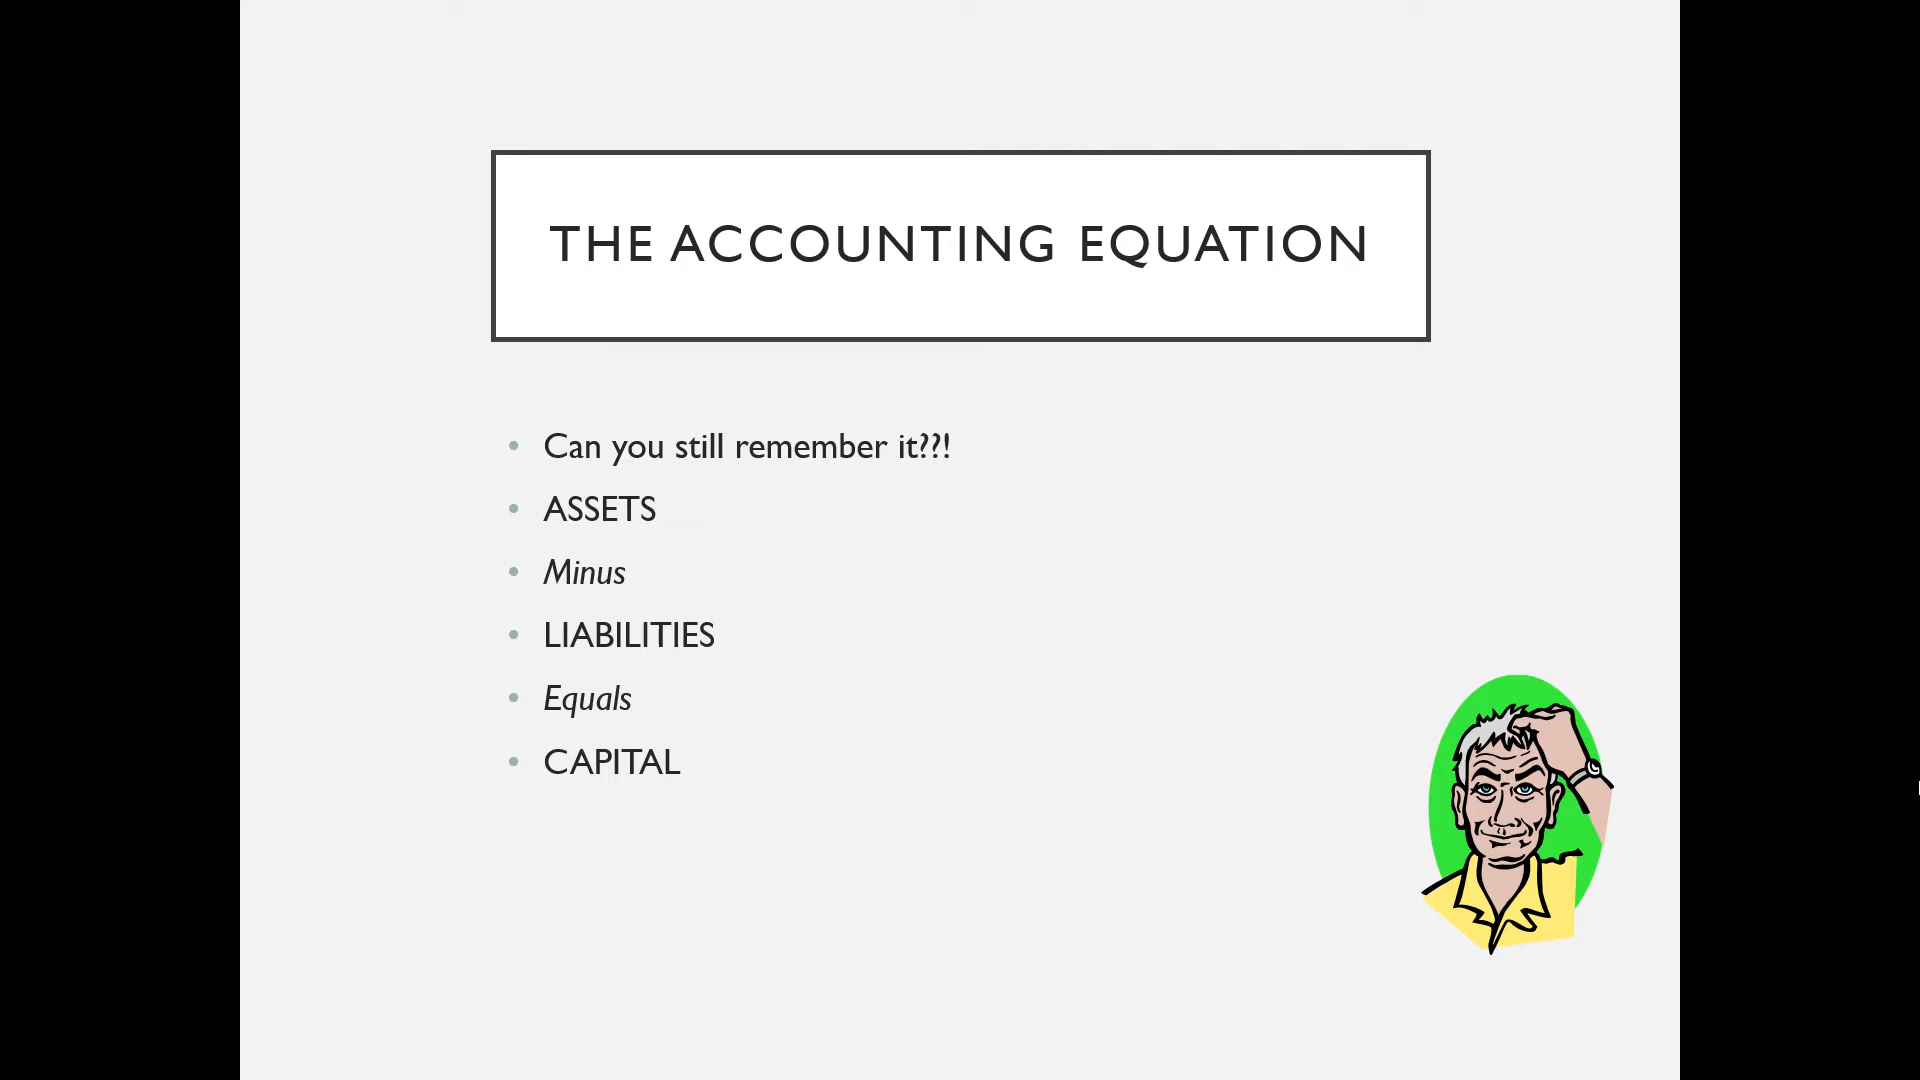 THE ACCOUNTING EQUATION
• Can you still remember it??!
• ASSETS
• Minus
• LIABILITIES
• Equals
• CAPITAL